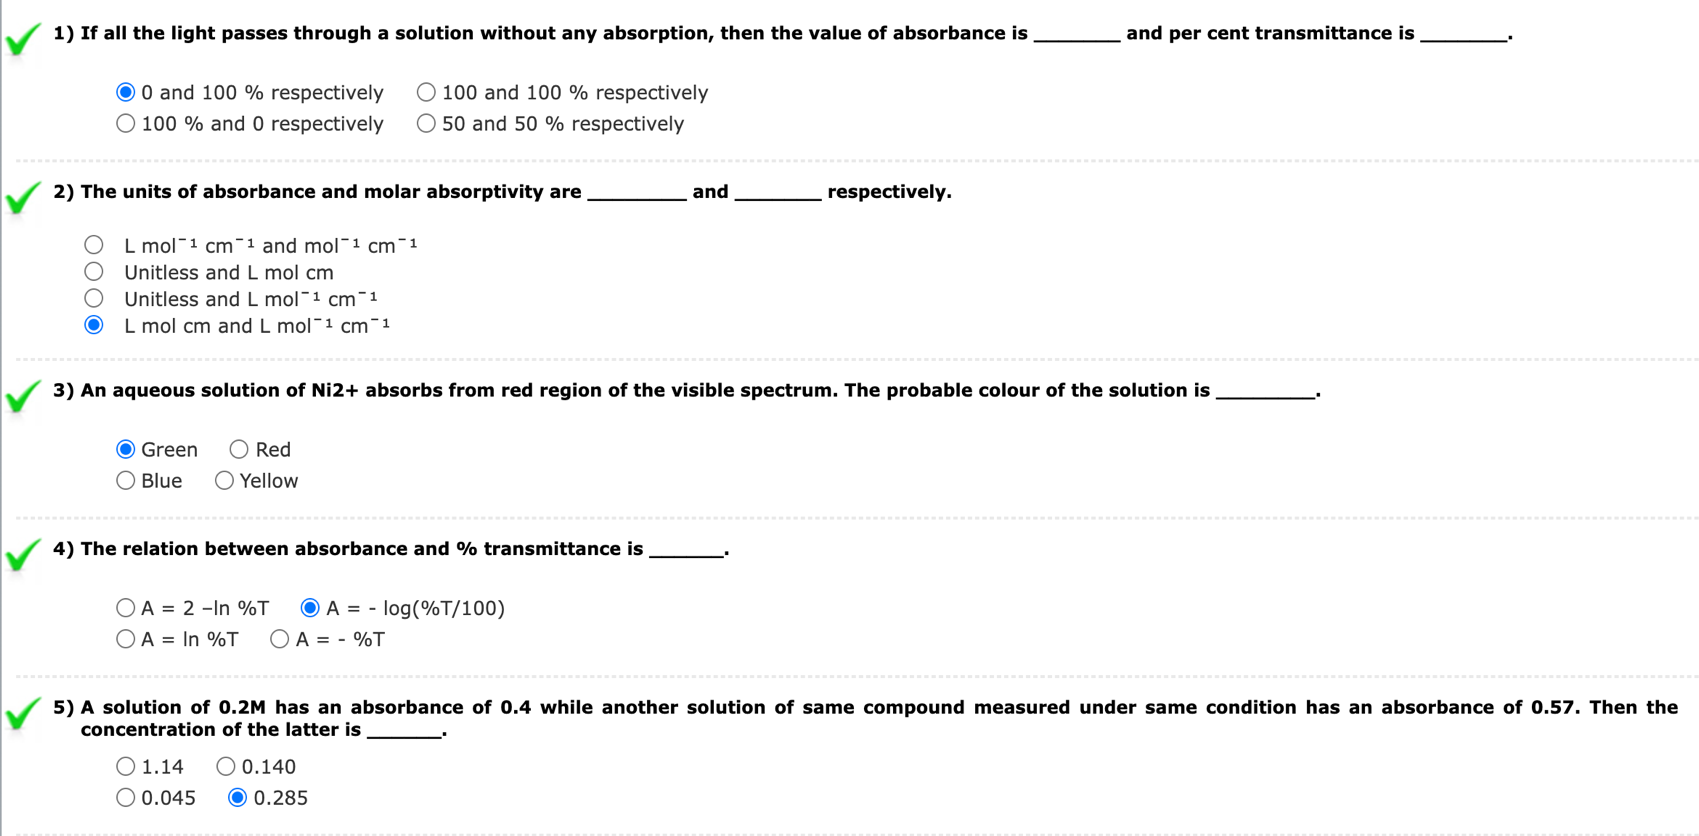 1) If all the light passes through a solution without any absorption, then the value of absorbance is ________ and per cent transmittance is ________.
0 and 100 % respectively 100 and 100 % respectively
100 % and 0 respectively 50 and 50 % respectively
2) The units of absorbance and molar absorptivity are ________ and ________ respectively.
L mol⁻¹ cm⁻¹ and mol⁻¹ cm⁻¹
Unitless and L mol cm
Unitless and L mol⁻¹ cm⁻¹
L mol cm and L mol⁻¹ cm⁻¹
3) An aqueous solution of Ni2+ absorbs from red region of the visible spectrum. The probable colour of the solution is ________.
Green Red
Blue Yellow
4) The relation between absorbance and % transmittance is _______.
A = 2 –ln %T A = - log(%T/100)
A = ln %T A = - %T
5) A solution of 0.2M has an absorbance of 0.4 while another solution of same compound measured under same condition has an absorbance of 0.57. Then the
concentration of the latter is _______.
1.14 0.140
0.045 0.285